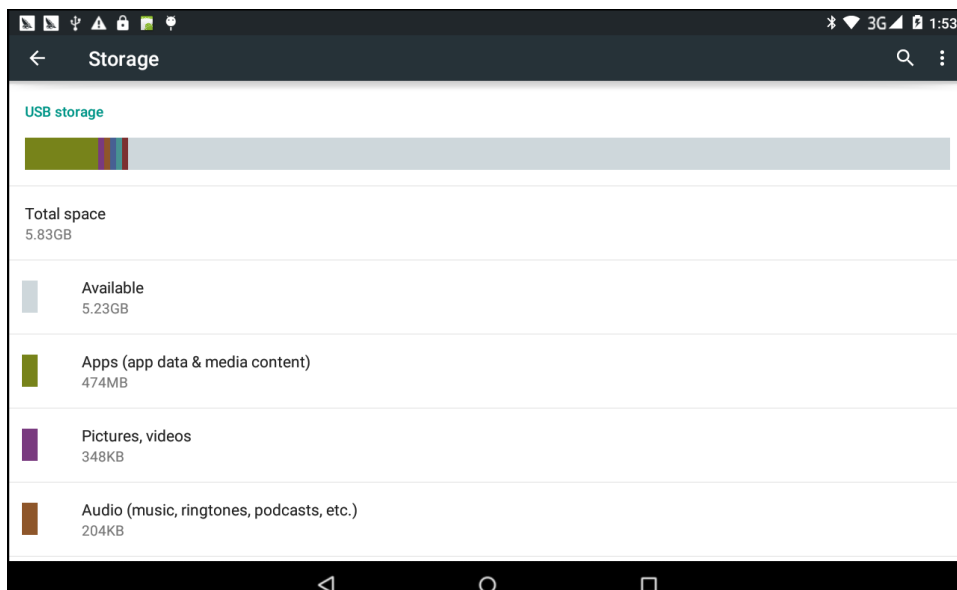 3G 1:53
Storage
USB storage
Total space
5.83GB
Available
5.23GB
Apps (app data & media content)
474MB
Pictures, videos
348KB
Audio (music, ringtones, podcasts, etc.)
204KB